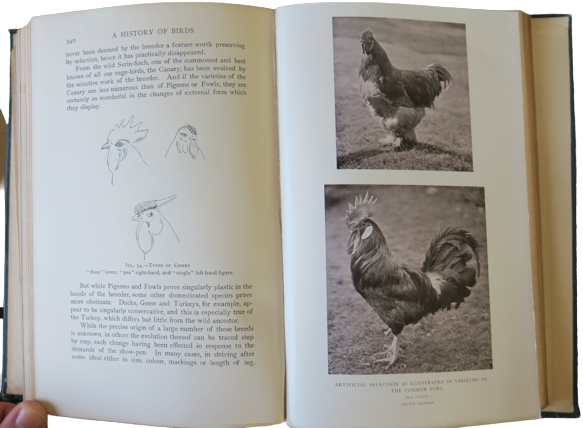 340
A HISTORY OF BIRDS
never been deemed by the breeder a feature worth preserving
by selection, hence it has practically disappeared.
From the wild Serin-finch, one of the commonest and best
known of all our cage-birds, the Canary, has been evolved by
the selective work of the breeder. And if the varieties of the
Canary are less numerous than of Pigeons or Fowls, they are
certainly as wonderful in the changes of external form which
they display.
ILL. 54.—TYPES OF COMBS
"Rose" lower, "pea" right-hand, and "single" left-hand figure.
But while Pigeons and Fowls prove singularly plastic in the
hands of the breeder, some other domesticated species prove
more obstinate. Ducks, Geese and Turkeys, for example, ap-
pear to be singularly conservative, and this is especially true of
the Turkey, which differs but little from the wild ancestor.
While the precise origin of a large number of these breeds
is unknown, in others the evolution thereof can be traced step
by step, each change having been effected in response to the
demands of the show-pen. In many cases, in striving after
some ideal either in size, colour, markings or length of leg,
ARTIFICIAL SELECTION AS ILLUSTRATED BY VARIETIES OF
THE COMMON FOWL